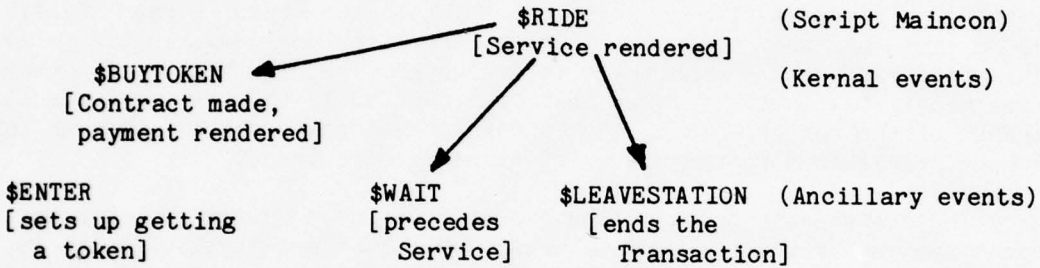 $RIDE (Script Maincon)
[Service rendered]
$BUYTOKEN (Kernal events)
[Contract made,
payment rendered]
$ENTER $WAIT $LEAVESTATION (Ancillary events)
[sets up getting [precedes [ends the
a token] Service] Transaction]